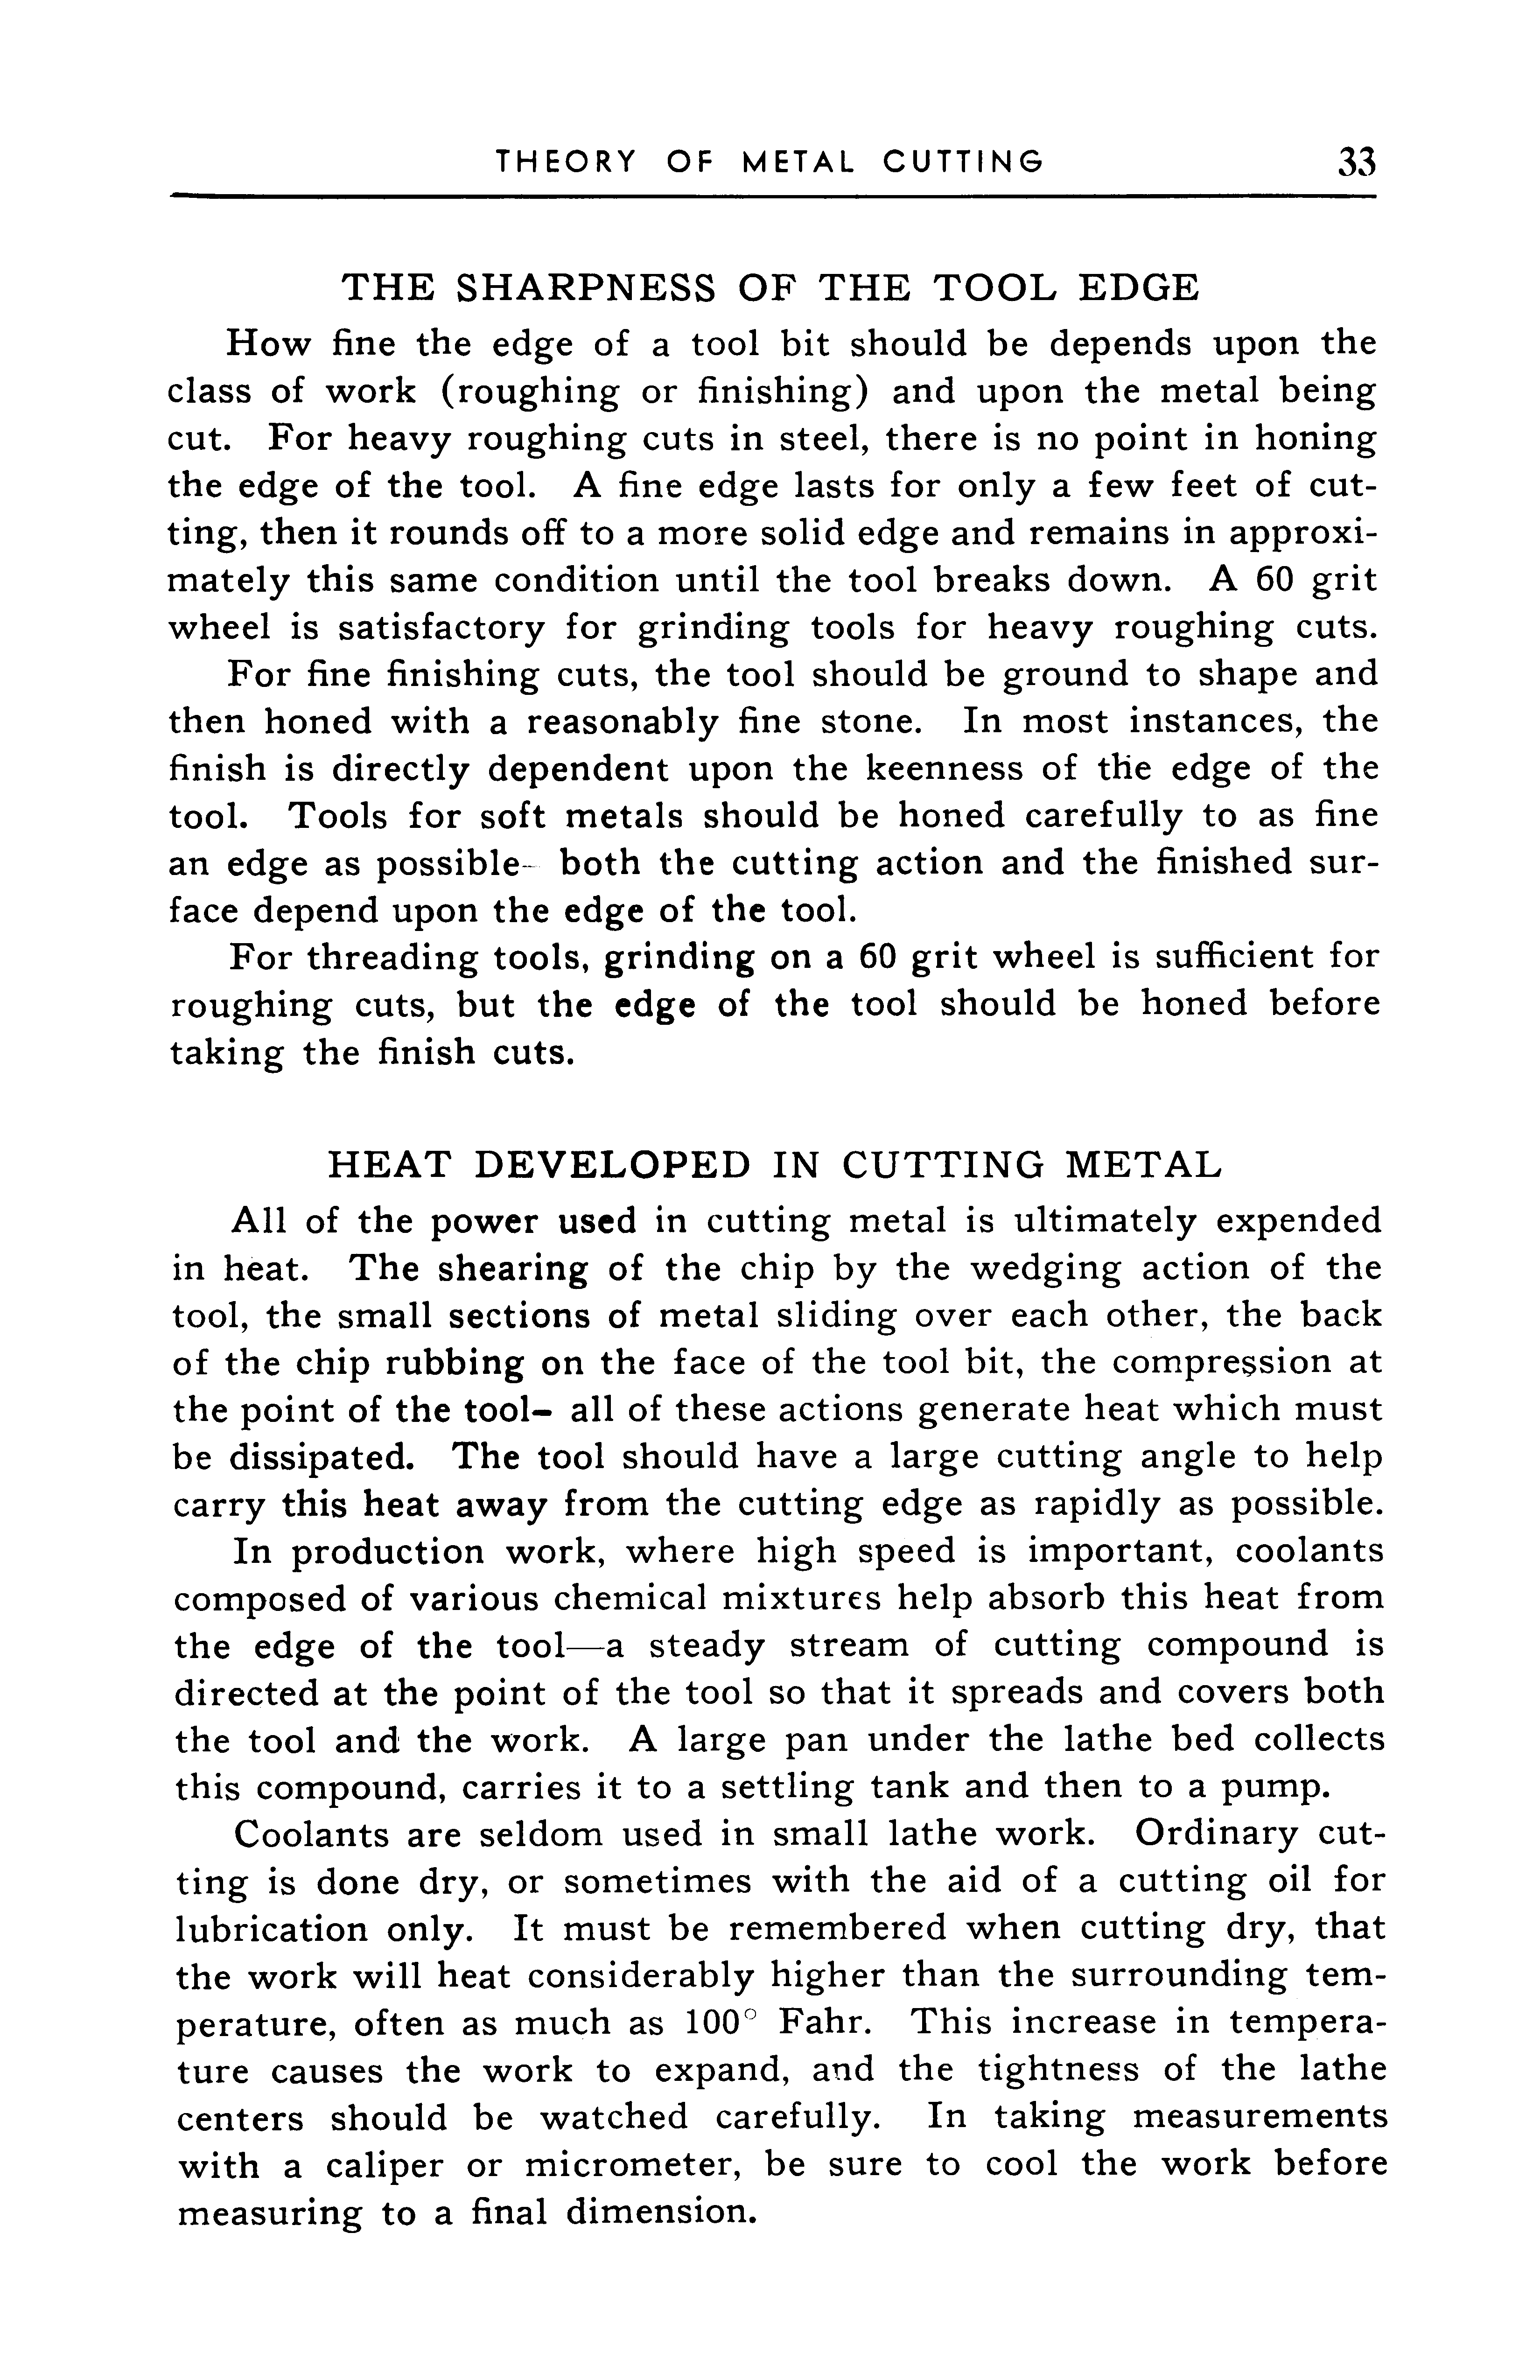 THEORY OF METAL CUTTING 33
THE SHARPNESS OF THE TOOL EDGE
How fine the edge of a tool bit should be depends upon the
class of work (roughing or finishing) and upon the metal being
cut. For heavy roughing cuts in steel, there is no point in honing
the edge of the tool. A fine edge lasts for only a few feet of cut-
ting, then it rounds off to a more solid edge and remains in approxi-
mately this same condition until the tool breaks down. A 60 grit
wheel is satisfactory for grinding tools for heavy roughing cuts.
For fine finishing cuts, the tool should be ground to shape and
then honed with a reasonably fine stone. In most instances, the
finish is directly dependent upon the keenness of the edge of the
tool. Tools for soft metals should be honed carefully to as fine
an edge as possible- both the cutting action and the finished sur-
face depend upon the edge of the tool.
For threading tools, grinding on a 60 grit wheel is sufficient for
roughing cuts, but the edge of the tool should be honed before
taking the finish cuts.
HEAT DEVELOPED IN CUTTING METAL
All of the power used in cutting metal is ultimately expended
in heat. The shearing of the chip by the wedging action of the
tool, the small sections of metal sliding over each other, the back
of the chip rubbing on the face of the tool bit, the compression at
the point of the tool- all of these actions generate heat which must
be dissipated. The tool should have a large cutting angle to help
carry this heat away from the cutting edge as rapidly as possible.
In production work, where high speed is important, coolants
composed of various chemical mixtures help absorb this heat from
the edge of the tool—a steady stream of cutting compound is
directed at the point of the tool so that it spreads and covers both
the tool and the work. A large pan under the lathe bed collects
this compound, carries it to a settling tank and then to a pump.
Coolants are seldom used in small lathe work. Ordinary cut-
ting is done dry, or sometimes with the aid of a cutting oil for
lubrication only. It must be remembered when cutting dry, that
the work will heat considerably higher than the surrounding tem-
perature, often as much as 100° Fahr. This increase in tempera-
ture causes the work to expand, and the tightness of the lathe
centers should be watched carefully. In taking measurements
with a caliper or micrometer, be sure to cool the work before
measuring to a final dimension.